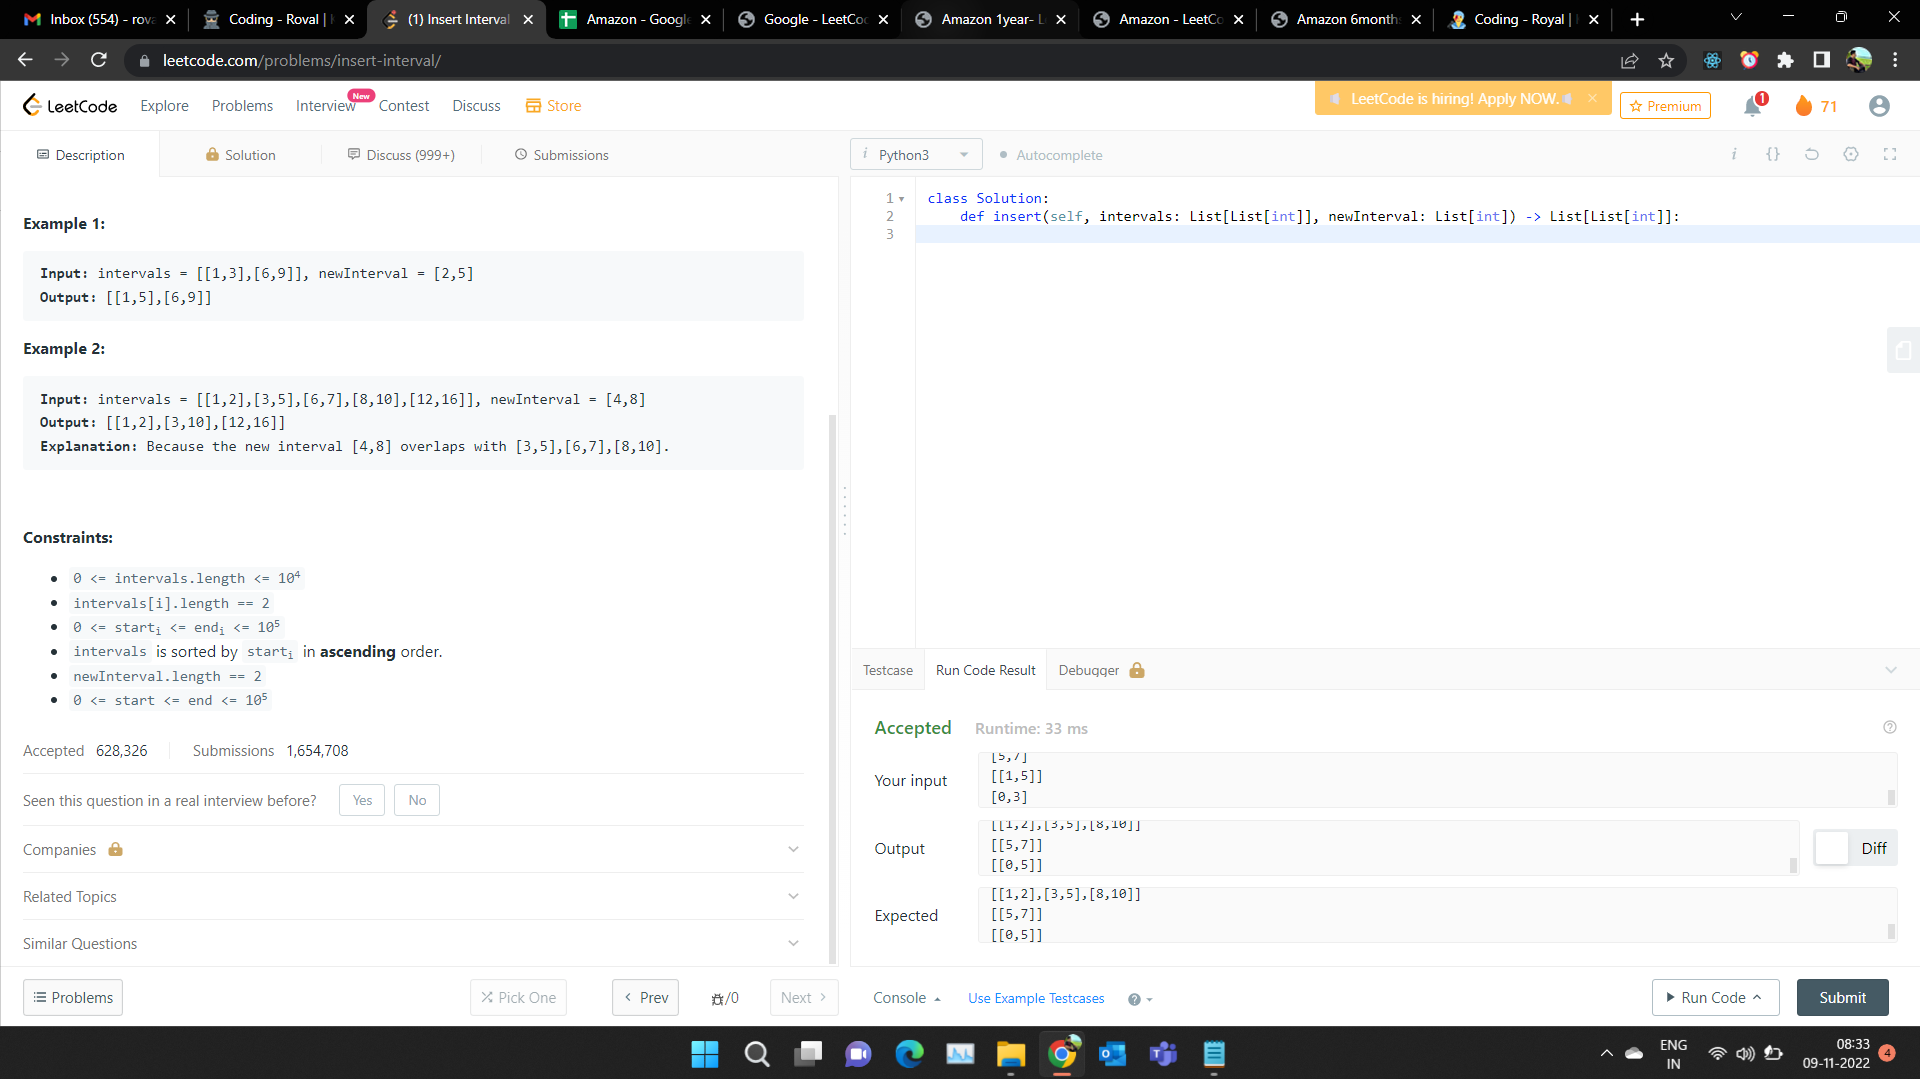 Inbox (554) - rova
Coding - Roval |
(1) Insert Interval
Amazon - Google
Google - LeetCo
Amazon 1year- L
Amazon - LeetCo
Amazon 6month
Coding - Royal |
leetcode.com/problems/insert-interval/
LeetCode
Explore
Problems
Interview
New
Contest
Discuss
Store
LeetCode is hiring! Apply NOW.
Premium
1
71
Description
Solution
Discuss (999+)
Submissions
i Python3
Autocomplete
i {}
Example 1:
Input: intervals = [[1,3],[6,9]], newInterval = [2,5]
Output: [[1,5],[6,9]]
Example 2:
Input: intervals = [[1,2],[3,5],[6,7],[8,10],[12,16]], newInterval = [4,8]
Output: [[1,2],[3,10],[12,16]]
Explanation: Because the new interval [4,8] overlaps with [3,5],[6,7],[8,10].
Constraints:
• 0 <= intervals.length <= 10⁴
• intervals[i].length == 2
• 0 <= startᵢ <= endᵢ <= 10⁵
• intervals is sorted by startᵢ in ascending order.
• newInterval.length == 2
• 0 <= start <= end <= 10⁵
Accepted 628,326 Submissions 1,654,708
Seen this question in a real interview before? Yes No
Companies
Related Topics
Similar Questions
Problems
Pick One
Prev
/0
Next
1 class Solution:
2 def insert(self, intervals: List[List[int]], newInterval: List[int]) -> List[List[int]]:
3
Testcase
Run Code Result
Debugger
Accepted Runtime: 33 ms
Your input
[5,7]
[[1,5]]
[0,3]
Output
[[1,2],[3,5],[8,10]]
[[5,7]]
[[0,5]]
Diff
Expected
[[1,2],[3,5],[8,10]]
[[5,7]]
[[0,5]]
Console
Use Example Testcases
Run Code
Submit
ENG
IN
08:33
09-11-2022
4